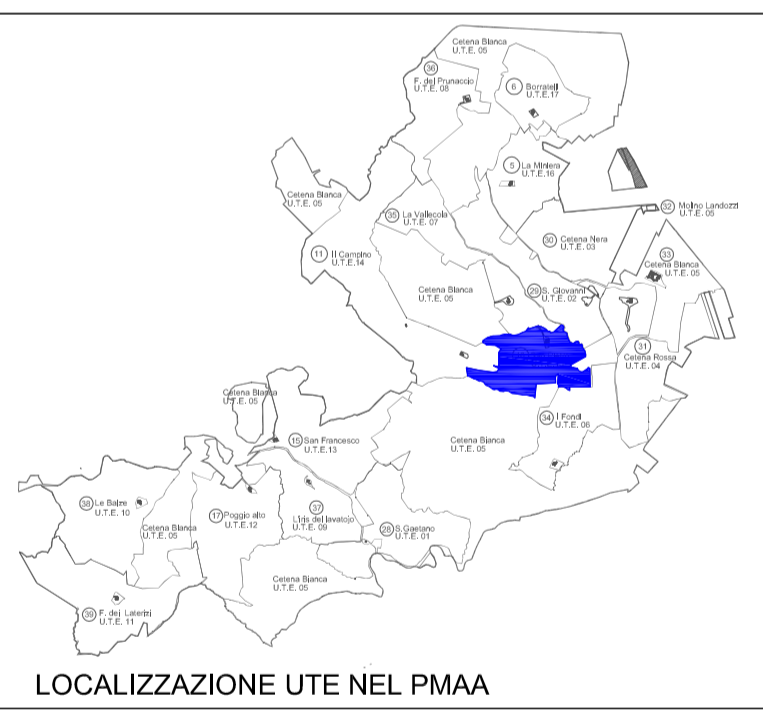 Cetena Bianca
U.T.E. 05
36
F. del Prunaccio
U.T.E. 08
6 Borratell
U.T.E.17
5 La Miniera
U.T.E.16
Cetena Bianca
U.T.E. 05
35 La Vallecola
U.T.E. 07
32 Molino Landozzi
U.T.E. 05
11 Il Campino
U.T.E.14
30 Cetena Nera
U.T.E. 03
33
Cetena Bianca
U.T.E. 05
Cetena Bianca
U.T.E. 05
29 S. Giovanni
U.T.E. 02
31
Cetena Rossa
U.T.E. 04
Cetena Bianca
U.T.E. 05
34 I Fondi
U.T.E. 06
15 San Francesco
U.T.E.13
Cetena Bianca
U.T.E. 05
38 Le Balze
U.T.E. 10
17 Poggio alto
U.T.E.12
37
L'iris del lavatoio
U.T.E. 09
Cetena Bianca
U.T.E. 05
28 S.Gaetano
U.T.E. 01
Cetena Bianca
U.T.E. 05
39 F. dei Laterizi
U.T.E. 11
LOCALIZZAZIONE UTE NEL PMAA